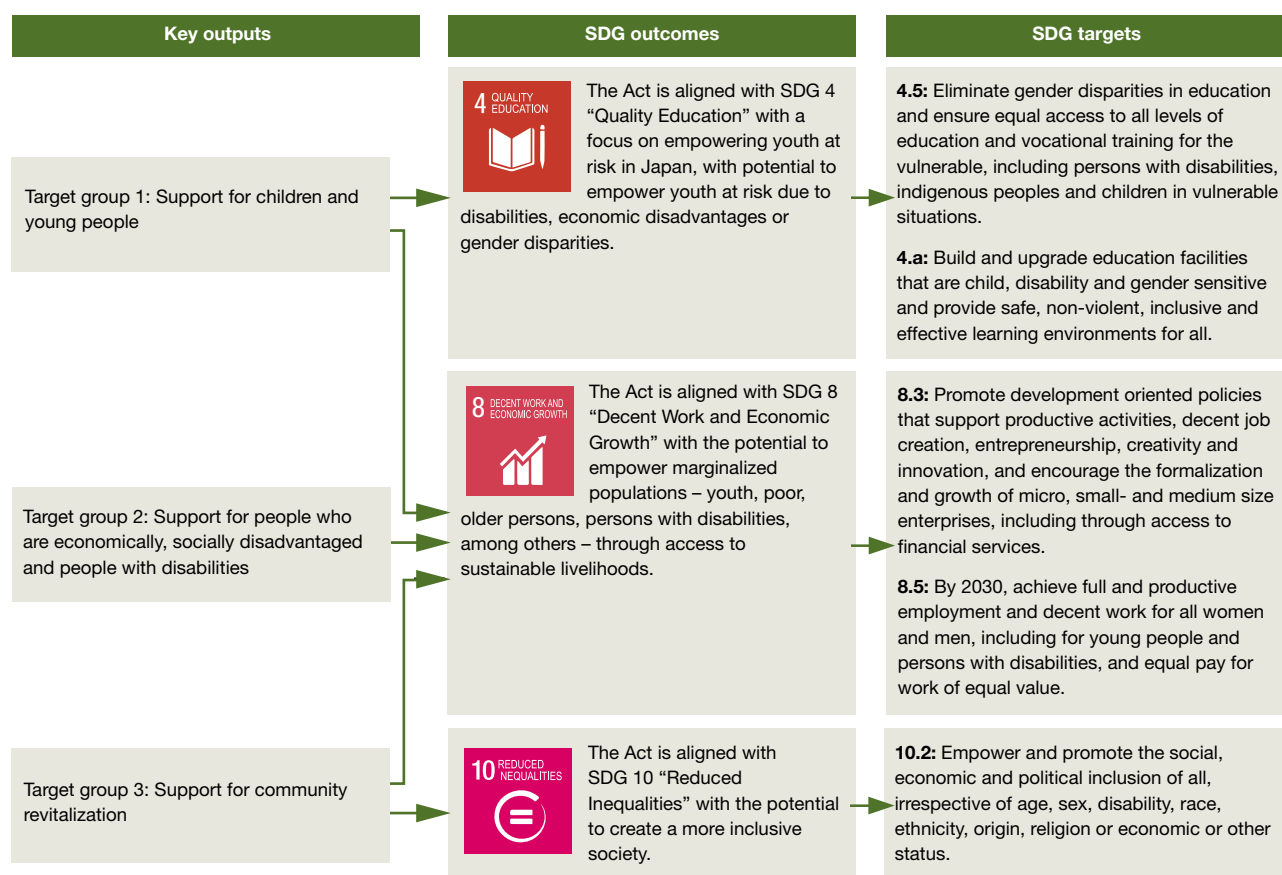 Key outputs
SDG outcomes
SDG targets
Target group 1: Support for children and
young people
4 QUALITY
EDUCATION
The Act is aligned with SDG 4
“Quality Education” with a
focus on empowering youth at
risk in Japan, with potential to
empower youth at risk due to
disabilities, economic disadvantages or
gender disparities.
4.5: Eliminate gender disparities in education
and ensure equal access to all levels of
education and vocational training for the
vulnerable, including persons with disabilities,
indigenous peoples and children in vulnerable
situations.
4.a: Build and upgrade education facilities
that are child, disability and gender sensitive
and provide safe, non-violent, inclusive and
effective learning environments for all.
Target group 2: Support for people who
are economically, socially disadvantaged
and people with disabilities
8 DECENT WORK AND
ECONOMIC GROWTH
The Act is aligned with SDG 8
“Decent Work and Economic
Growth” with the potential to
empower marginalized
populations – youth, poor,
older persons, persons with disabilities,
among others – through access to
sustainable livelihoods.
8.3: Promote development oriented policies
that support productive activities, decent job
creation, entrepreneurship, creativity and
innovation, and encourage the formalization
and growth of micro, small- and medium size
enterprises, including through access to
financial services.
8.5: By 2030, achieve full and productive
employment and decent work for all women
and men, including for young people and
persons with disabilities, and equal pay for
work of equal value.
Target group 3: Support for community
revitalization
10 REDUCED
INEQUALITIES
The Act is aligned with
SDG 10 “Reduced
Inequalities” with the potential
to create a more inclusive
society.
10.2: Empower and promote the social,
economic and political inclusion of all,
irrespective of age, sex, disability, race,
ethnicity, origin, religion or economic or other
status.